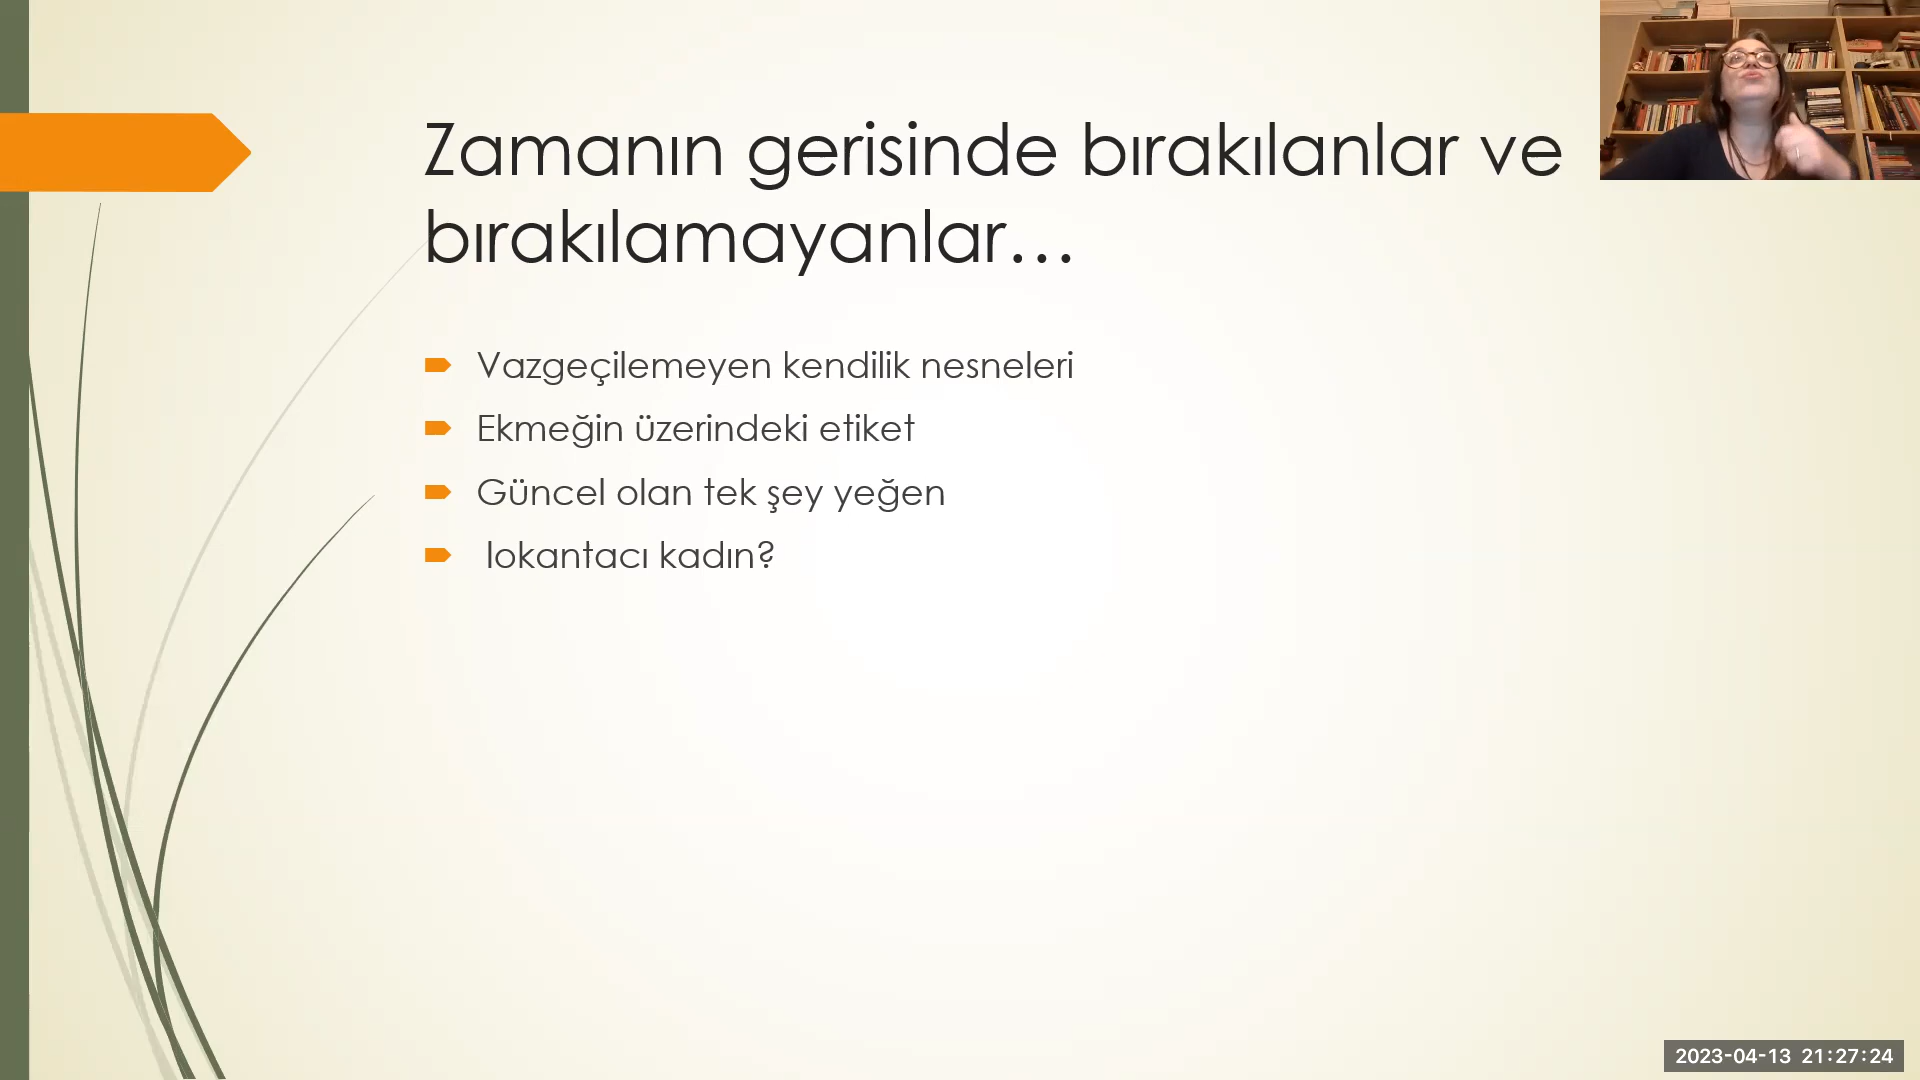 Zamanın gerisinde bırakılanlar ve
bırakılamayanlar...
Vazgeçilemeyen kendilik nesneleri
Ekmeğin üzerindeki etiket
Güncel olan tek şey yeğen
lokantacı kadın?
2023-04-13 21:27:24